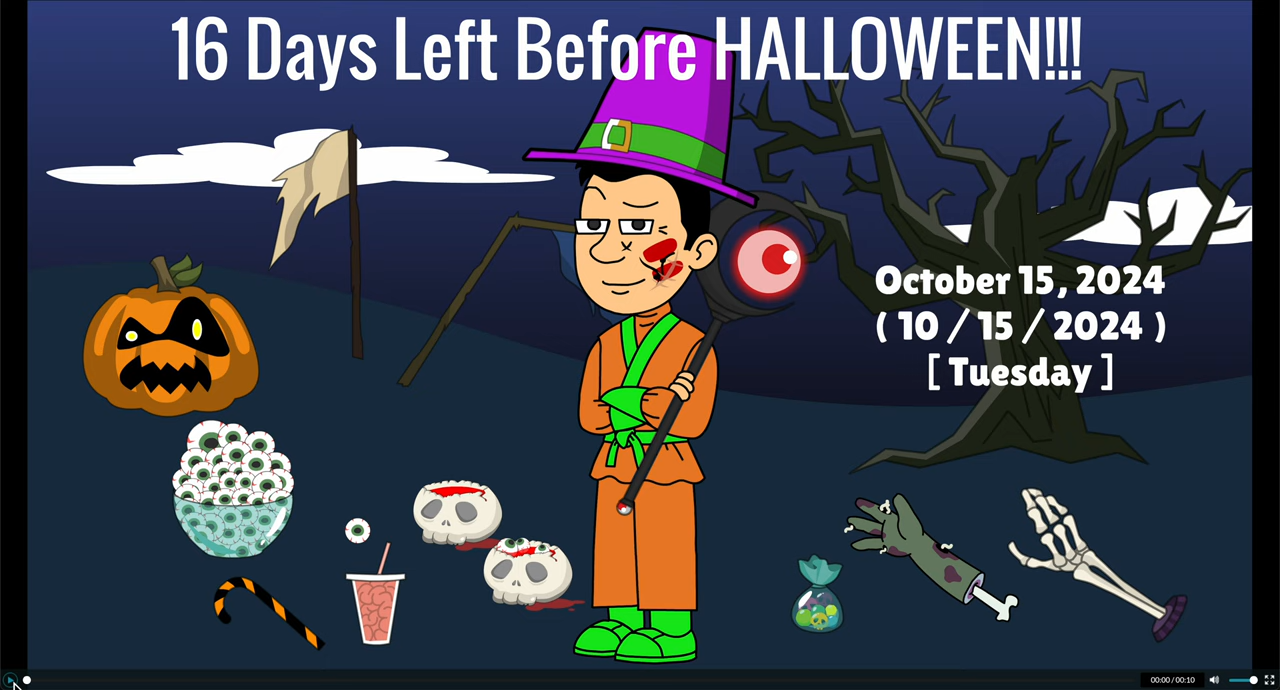 16 Days Left Before HALLOWEEN!!!
October 15, 2024
( 10 / 15 / 2024 )
[ Tuesday ]
00:00 / 00:10